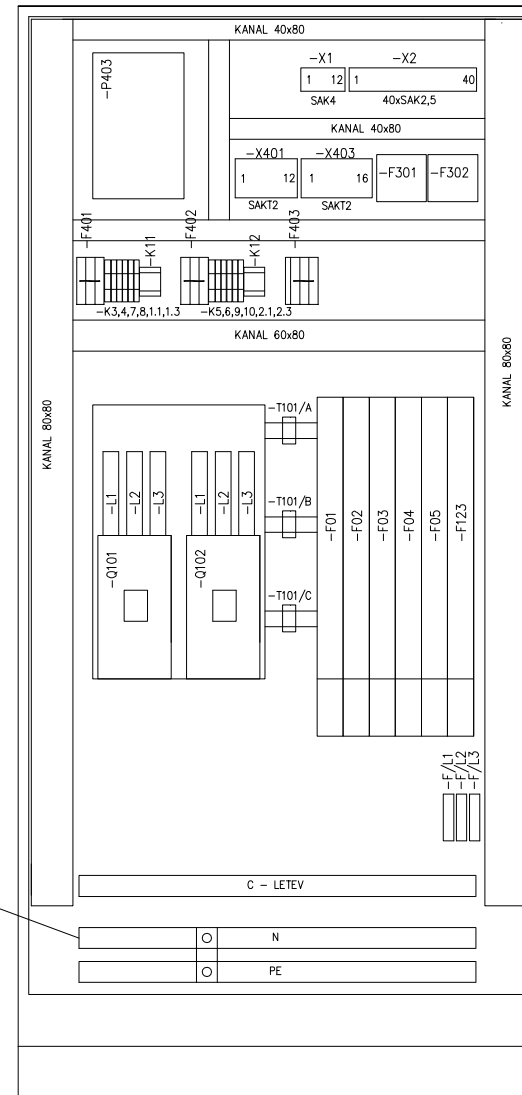 KANAL 40x80
-P403
-X1
-X2
1 12
1 40
SAK4
40xSAK2,5
KANAL 40x80
-X401
-X403
-F301
-F302
1 12
1 16
SAKT2
SAKT2
-F401
-K11
-F402
-K12
-F403
-K3,4,7,8,1.1,1.3
-K5,6,9,10,2.1,2.3
KANAL 60x80
KANAL 80x80
KANAL 80x80
-T101/A
-L1
-L2
-L3
-L1
-L2
-L3
-T101/B
-F01
-F02
-F03
-F04
-F05
-F123
-Q101
-Q102
-T101/C
-F/L1
-F/L2
-F/L3
C - LETEV
N
PE